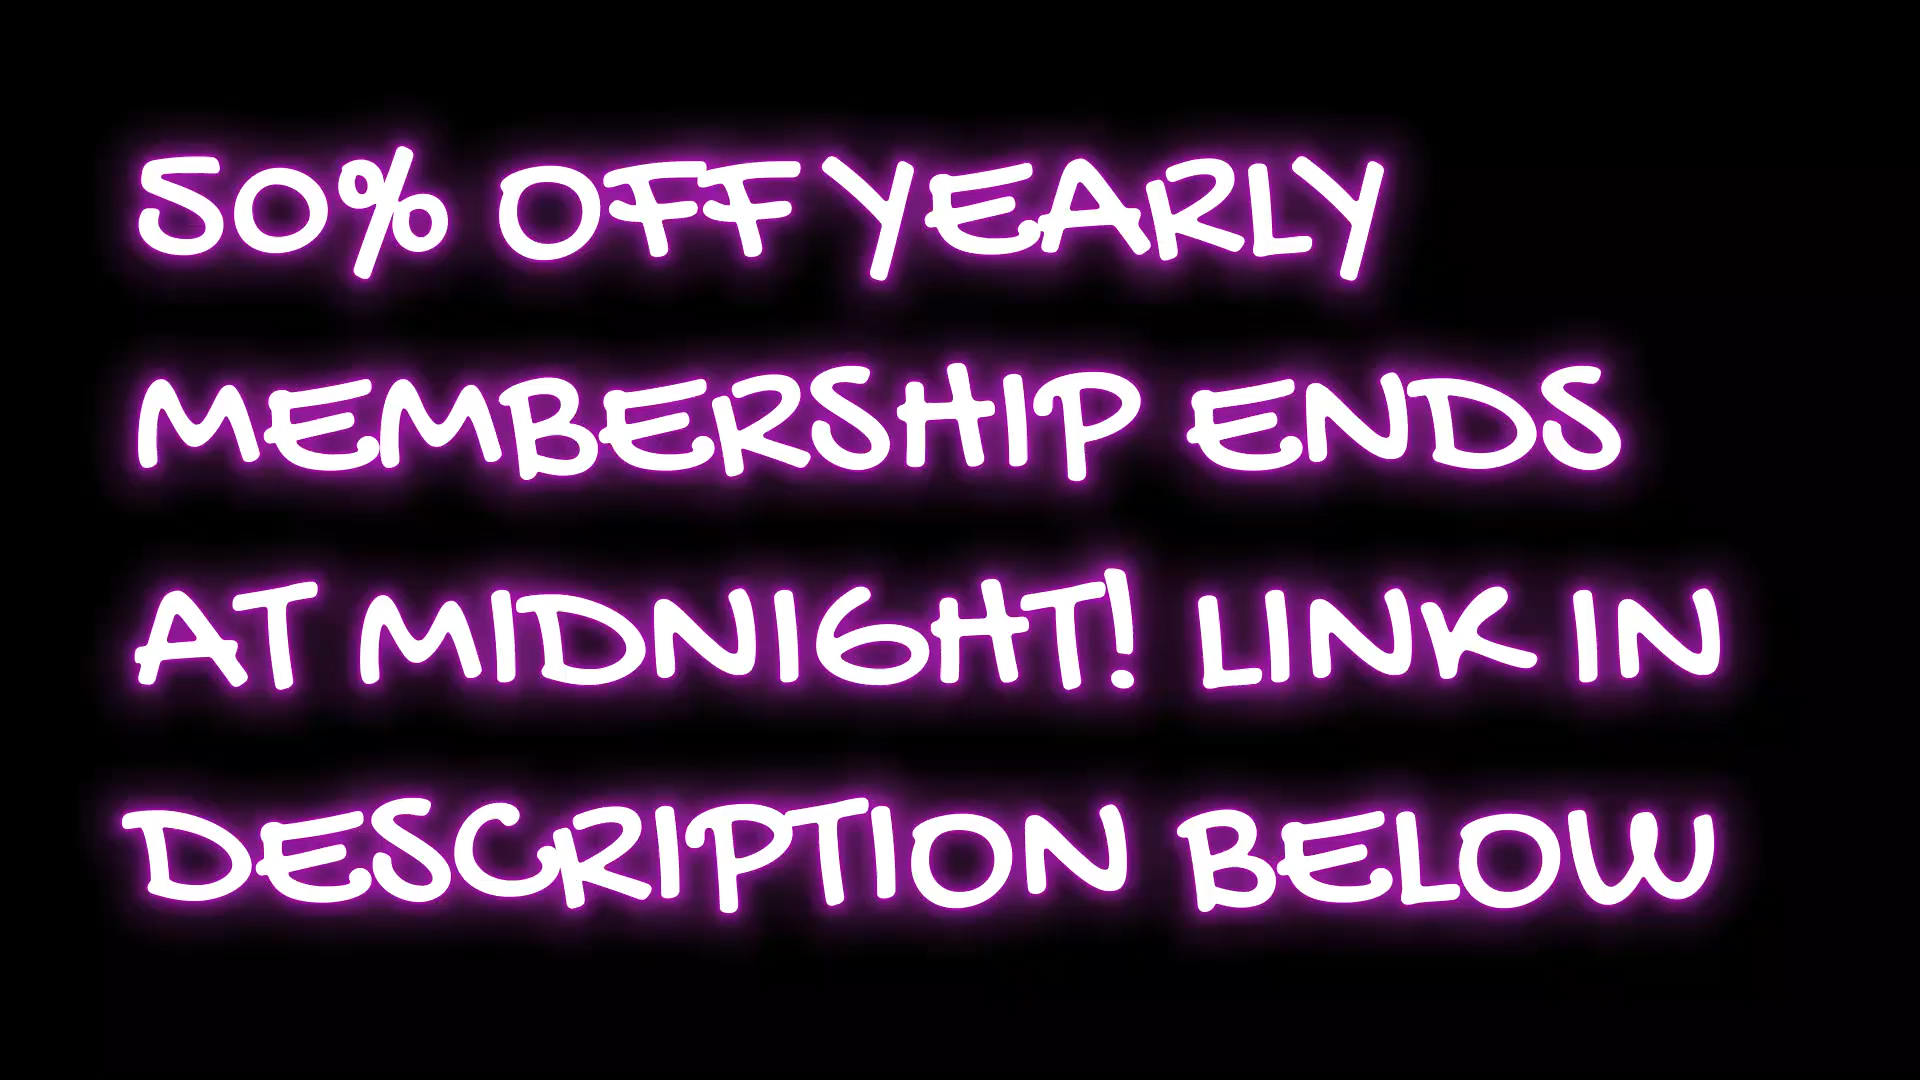 50% OFF YEARLY
MEMBERSHIP ENDS
AT MIDNIGHT! LINK IN
DESCRIPTION BELOW